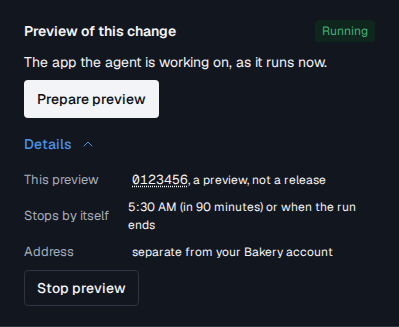 Preview of this change
Running
The app the agent is working on, as it runs now.
Prepare preview
Details
This preview 0123456, a preview, not a release
Stops by itself 5:30 AM (in 90 minutes) or when the run
ends
Address separate from your Bakery account
Stop preview